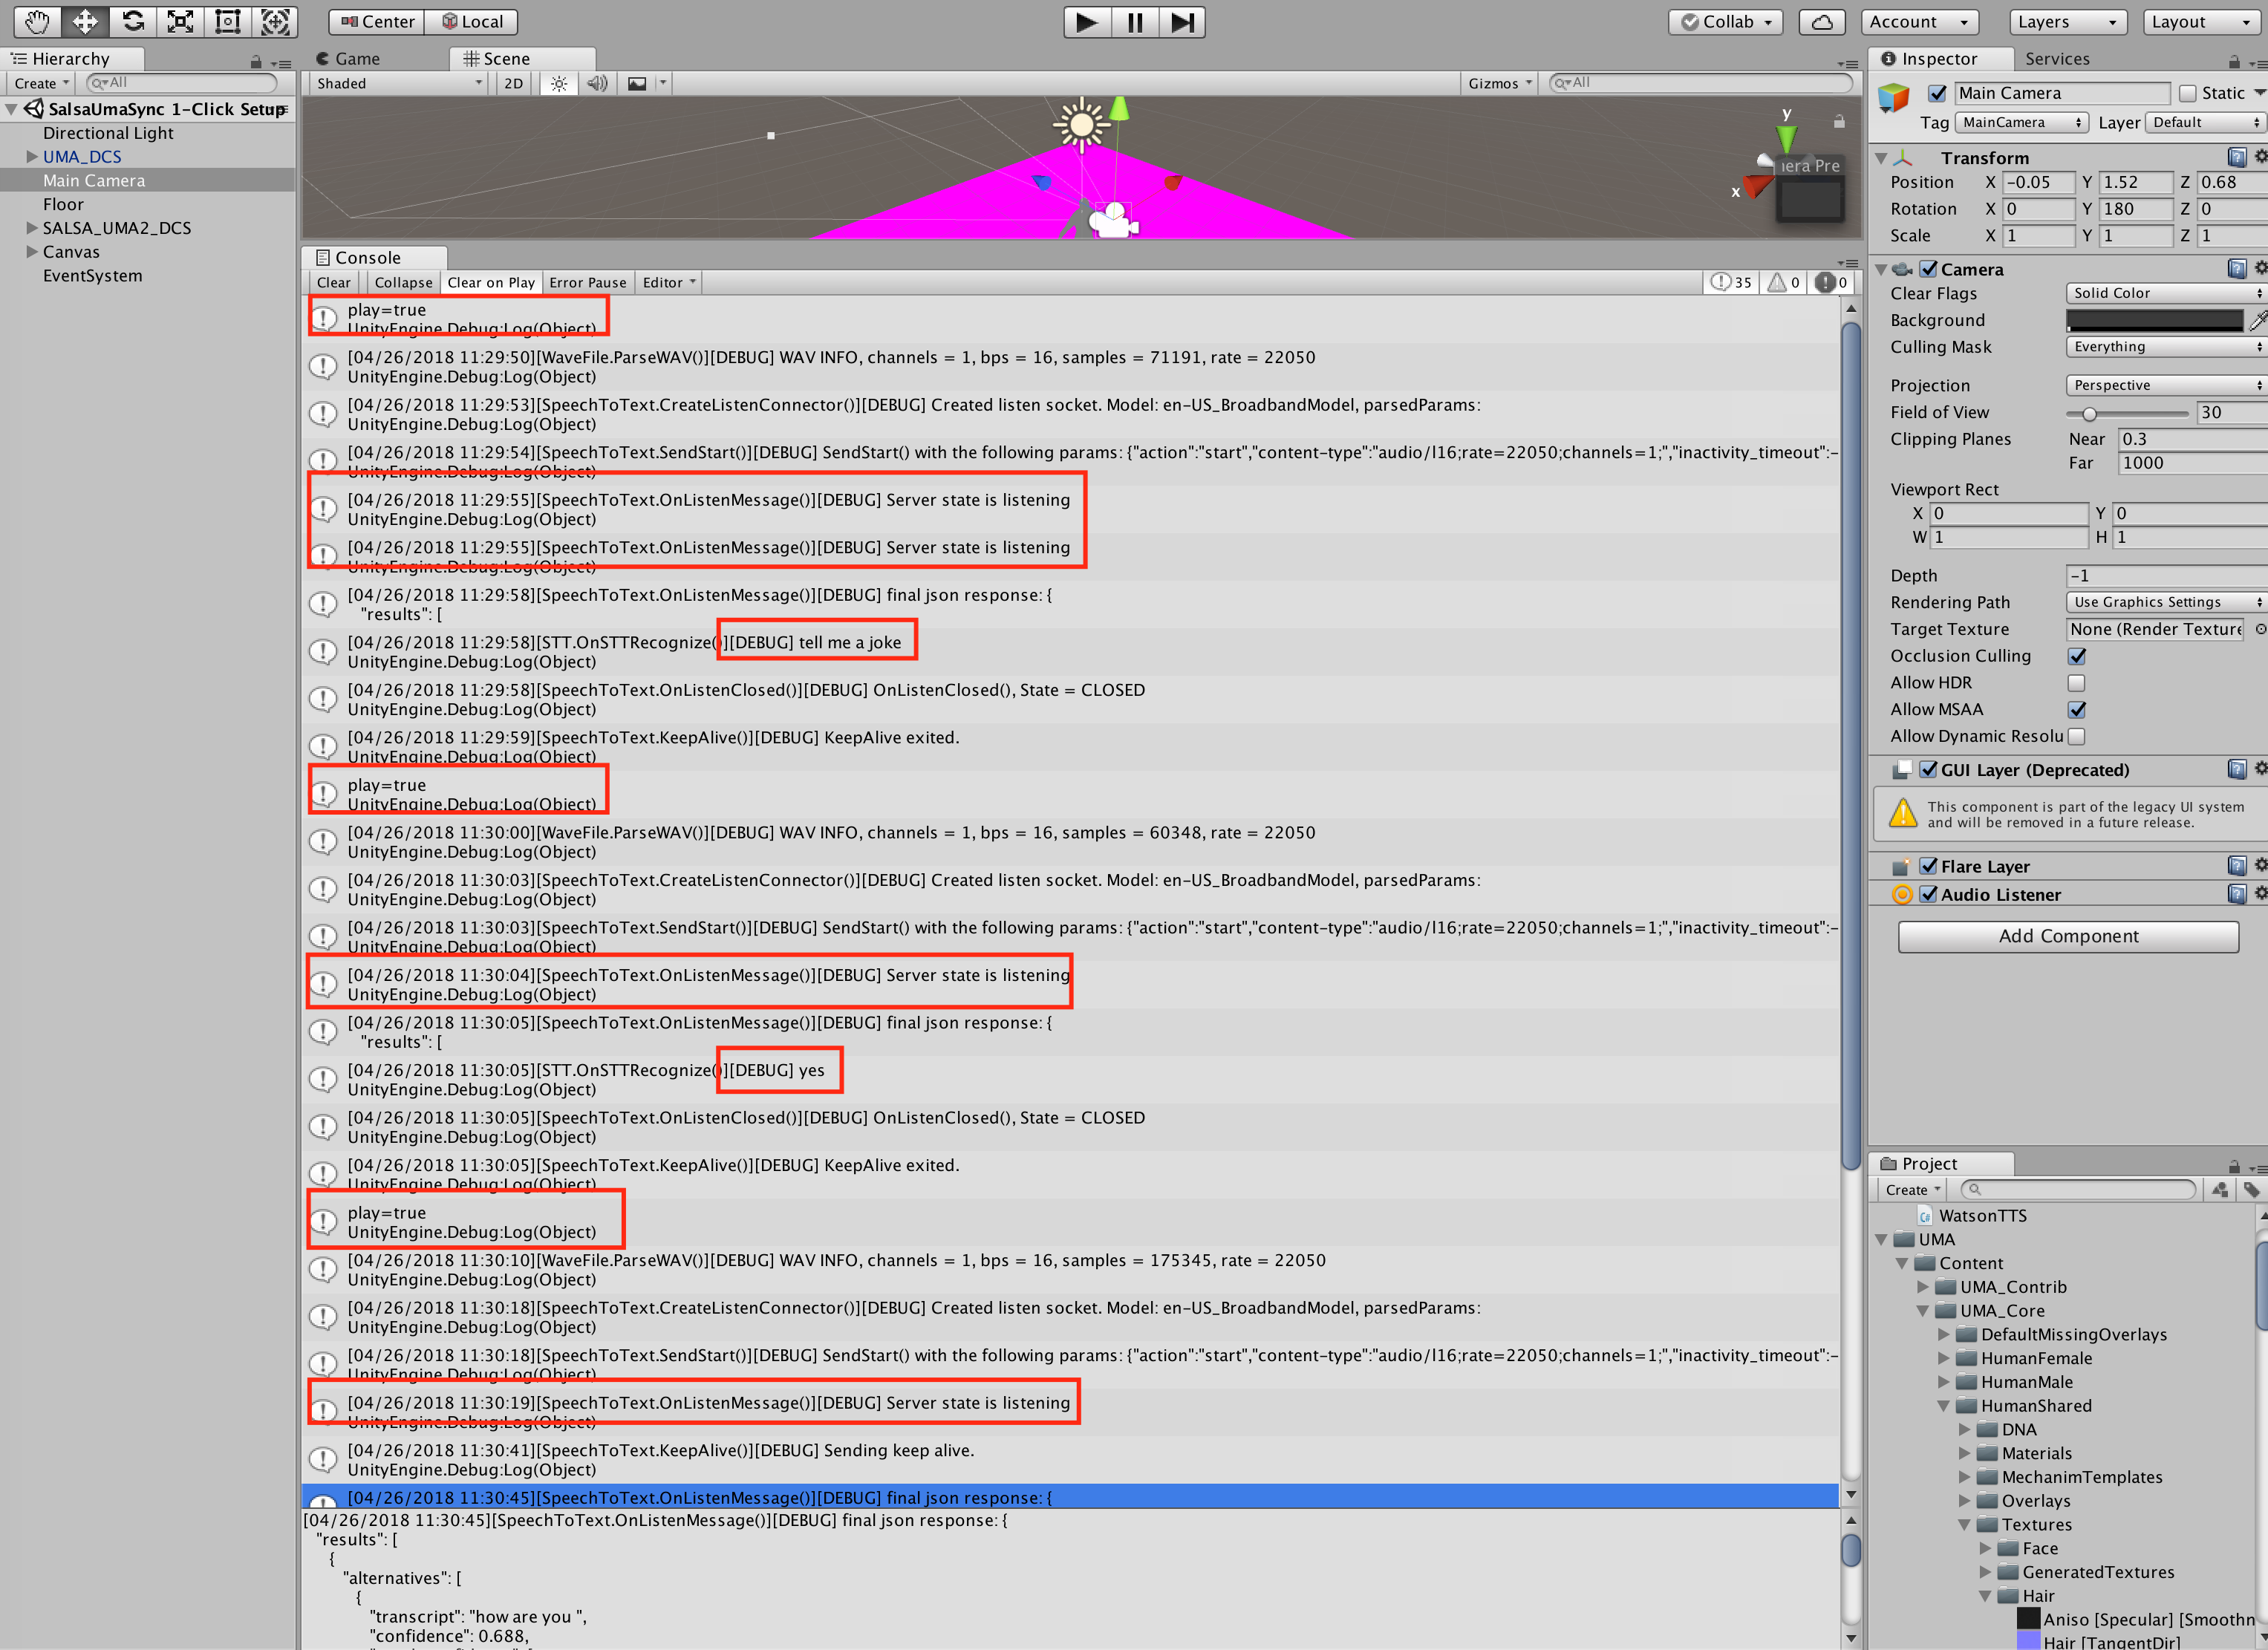 Center
Local
Collab
Account
Layers
Layout
Hierarchy
Create
All
SalsaUmaSync 1-Click Setup
Directional Light
UMA_DCS
Main Camera
Floor
SALSA_UMA2_DCS
Canvas
EventSystem
Game
Scene
Shaded
2D
Gizmos
All
y
x
iera Pre
Console
Clear
Collapse
Clear on Play
Error Pause
Editor
35
0
0
play=true
UnityEngine.Debug:Log(Object)
[04/26/2018 11:29:50][WaveFile.ParseWAV()][DEBUG] WAV INFO, channels = 1, bps = 16, samples = 71191, rate = 22050
UnityEngine.Debug:Log(Object)
[04/26/2018 11:29:53][SpeechToText.CreateListenConnector()][DEBUG] Created listen socket. Model: en-US_BroadbandModel, parsedParams:
UnityEngine.Debug:Log(Object)
[04/26/2018 11:29:54][SpeechToText.SendStart()][DEBUG] SendStart() with the following params: {"action":"start","content-type":"audio/l16;rate=22050;channels=1;","inactivity_timeout":-
UnityEngine.Debug:Log(Object)
[04/26/2018 11:29:55][SpeechToText.OnListenMessage()][DEBUG] Server state is listening
UnityEngine.Debug:Log(Object)
[04/26/2018 11:29:55][SpeechToText.OnListenMessage()][DEBUG] Server state is listening
UnityEngine.Debug:Log(Object)
[04/26/2018 11:29:58][SpeechToText.OnListenMessage()][DEBUG] final json response: {
"results": [
[04/26/2018 11:29:58][STT.OnSTTRecognize()][DEBUG] tell me a joke
UnityEngine.Debug:Log(Object)
[04/26/2018 11:29:58][SpeechToText.OnListenClosed()][DEBUG] OnListenClosed(), State = CLOSED
UnityEngine.Debug:Log(Object)
[04/26/2018 11:29:59][SpeechToText.KeepAlive()][DEBUG] KeepAlive exited.
UnityEngine.Debug:Log(Object)
play=true
UnityEngine.Debug:Log(Object)
[04/26/2018 11:30:00][WaveFile.ParseWAV()][DEBUG] WAV INFO, channels = 1, bps = 16, samples = 60348, rate = 22050
UnityEngine.Debug:Log(Object)
[04/26/2018 11:30:03][SpeechToText.CreateListenConnector()][DEBUG] Created listen socket. Model: en-US_BroadbandModel, parsedParams:
UnityEngine.Debug:Log(Object)
[04/26/2018 11:30:03][SpeechToText.SendStart()][DEBUG] SendStart() with the following params: {"action":"start","content-type":"audio/l16;rate=22050;channels=1;","inactivity_timeout":-
UnityEngine.Debug:Log(Object)
[04/26/2018 11:30:04][SpeechToText.OnListenMessage()][DEBUG] Server state is listening
UnityEngine.Debug:Log(Object)
[04/26/2018 11:30:05][SpeechToText.OnListenMessage()][DEBUG] final json response: {
"results": [
[04/26/2018 11:30:05][STT.OnSTTRecognize()][DEBUG] yes
UnityEngine.Debug:Log(Object)
[04/26/2018 11:30:05][SpeechToText.OnListenClosed()][DEBUG] OnListenClosed(), State = CLOSED
UnityEngine.Debug:Log(Object)
[04/26/2018 11:30:05][SpeechToText.KeepAlive()][DEBUG] KeepAlive exited.
UnityEngine.Debug:Log(Object)
play=true
UnityEngine.Debug:Log(Object)
[04/26/2018 11:30:10][WaveFile.ParseWAV()][DEBUG] WAV INFO, channels = 1, bps = 16, samples = 175345, rate = 22050
UnityEngine.Debug:Log(Object)
[04/26/2018 11:30:18][SpeechToText.CreateListenConnector()][DEBUG] Created listen socket. Model: en-US_BroadbandModel, parsedParams:
UnityEngine.Debug:Log(Object)
[04/26/2018 11:30:18][SpeechToText.SendStart()][DEBUG] SendStart() with the following params: {"action":"start","content-type":"audio/l16;rate=22050;channels=1;","inactivity_timeout":-
UnityEngine.Debug:Log(Object)
[04/26/2018 11:30:19][SpeechToText.OnListenMessage()][DEBUG] Server state is listening
UnityEngine.Debug:Log(Object)
[04/26/2018 11:30:41][SpeechToText.KeepAlive()][DEBUG] Sending keep alive.
UnityEngine.Debug:Log(Object)
[04/26/2018 11:30:45][SpeechToText.OnListenMessage()][DEBUG] final json response: {
[04/26/2018 11:30:45][SpeechToText.OnListenMessage()][DEBUG] final json response: {
"results": [
{
"alternatives": [
{
"transcript": "how are you ",
"confidence": 0.688,
Inspector
Services
Main Camera
Static
Tag MainCamera Layer Default
Transform
Position X -0.05 Y 1.52 Z 0.68
Rotation X 0 Y 180 Z 0
Scale X 1 Y 1 Z 1
Camera
Clear Flags Solid Color
Background
Culling Mask Everything
Projection Perspective
Field of View 30
Clipping Planes Near 0.3
Far 1000
Viewport Rect
X 0 Y 0
W 1 H 1
Depth -1
Rendering Path Use Graphics Settings
Target Texture None (Render Texture
Occlusion Culling
Allow HDR
Allow MSAA
Allow Dynamic Resolu
GUI Layer (Deprecated)
This component is part of the legacy UI system
and will be removed in a future release.
Flare Layer
Audio Listener
Add Component
Project
Create
WatsonTTS
UMA
Content
UMA_Contrib
UMA_Core
DefaultMissingOverlays
HumanFemale
HumanMale
HumanShared
DNA
Materials
MechanimTemplates
Overlays
Textures
Face
GeneratedTextures
Hair
Aniso [Specular] [Smoothn
Hair [TangentDir]